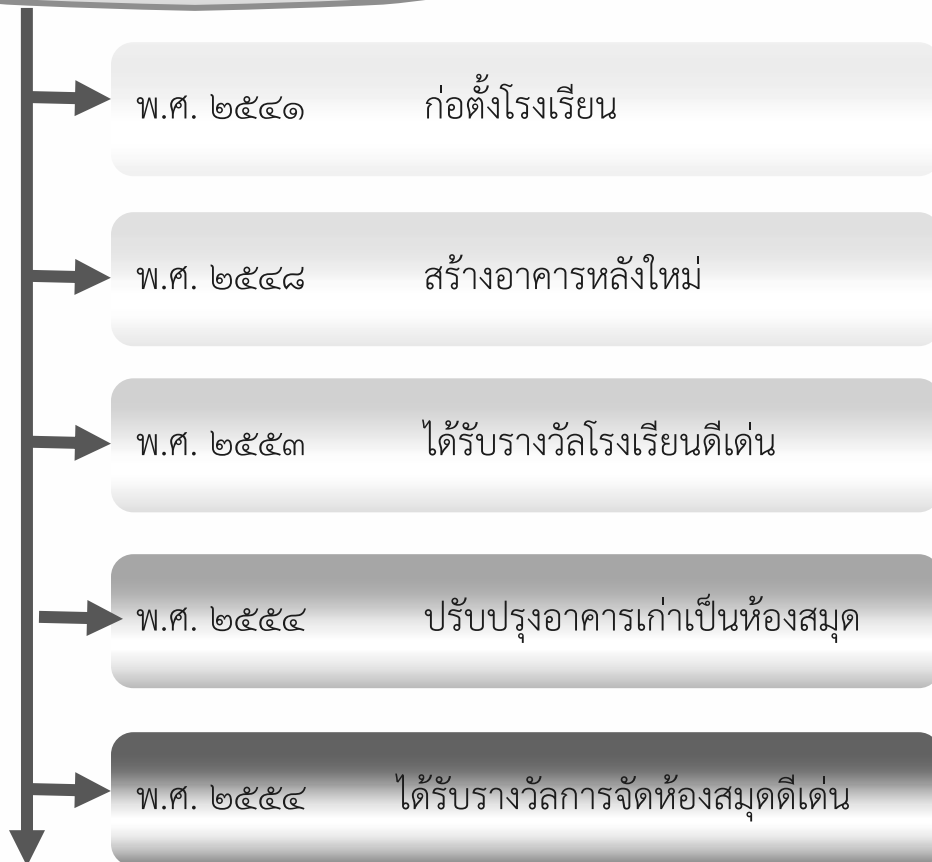 พ.ศ. ๒๕๔๑ ก่อตั้งโรงเรียน
พ.ศ. ๒๕๔๘ สร้างอาคารหลังใหม่
พ.ศ. ๒๕๕๓ ได้รับรางวัลโรงเรียนดีเด่น
พ.ศ. ๒๕๕๔ ปรับปรุงอาคารเก่าเป็นห้องสมุด
พ.ศ. ๒๕๕๔ ได้รับรางวัลการจัดห้องสมุดดีเด่น